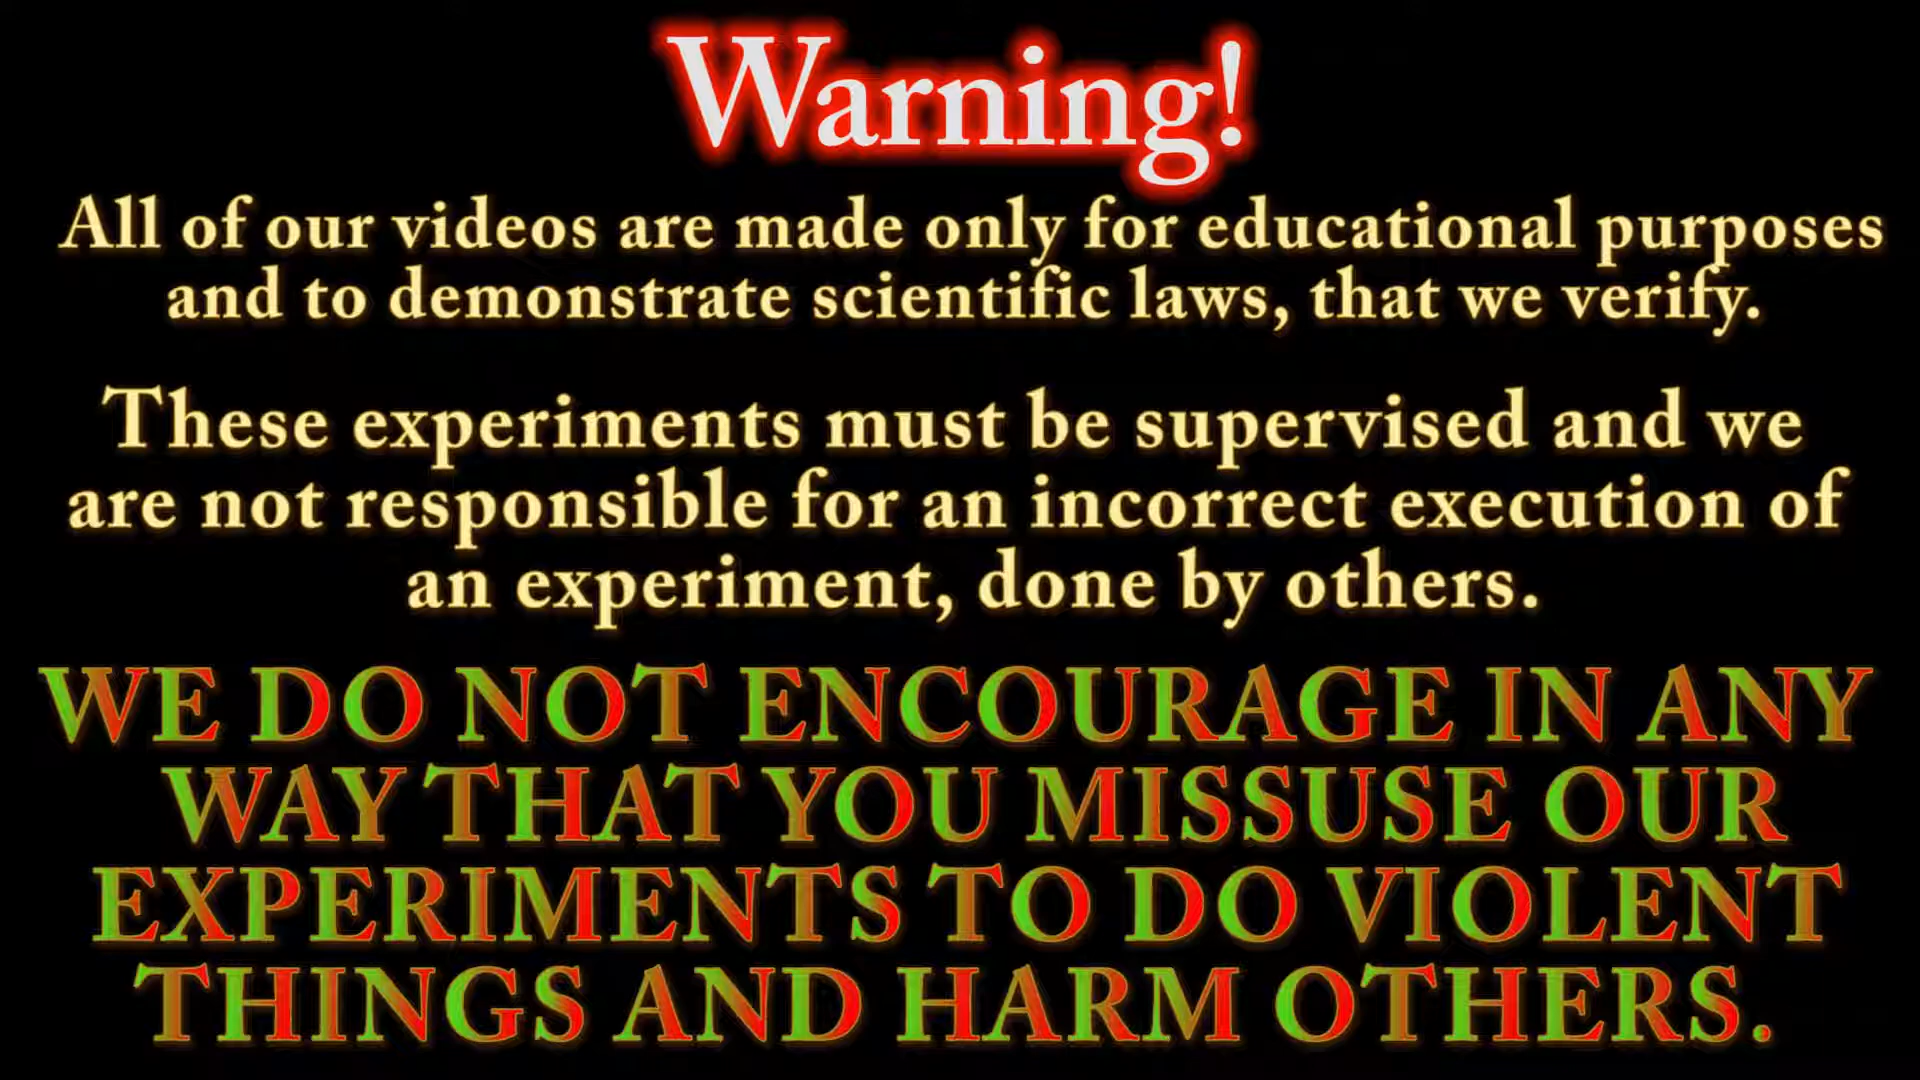 Warning!
All of our videos are made only for educational purposes
and to demonstrate scientific laws, that we verify.
These experiments must be supervised and we
are not responsible for an incorrect execution of
an experiment, done by others.
WE DO NOT ENCOURAGE IN ANY
WAY THAT YOU MISSUSE OUR
EXPERIMENTS TO DO VIOLENT
THINGS AND HARM OTHERS.